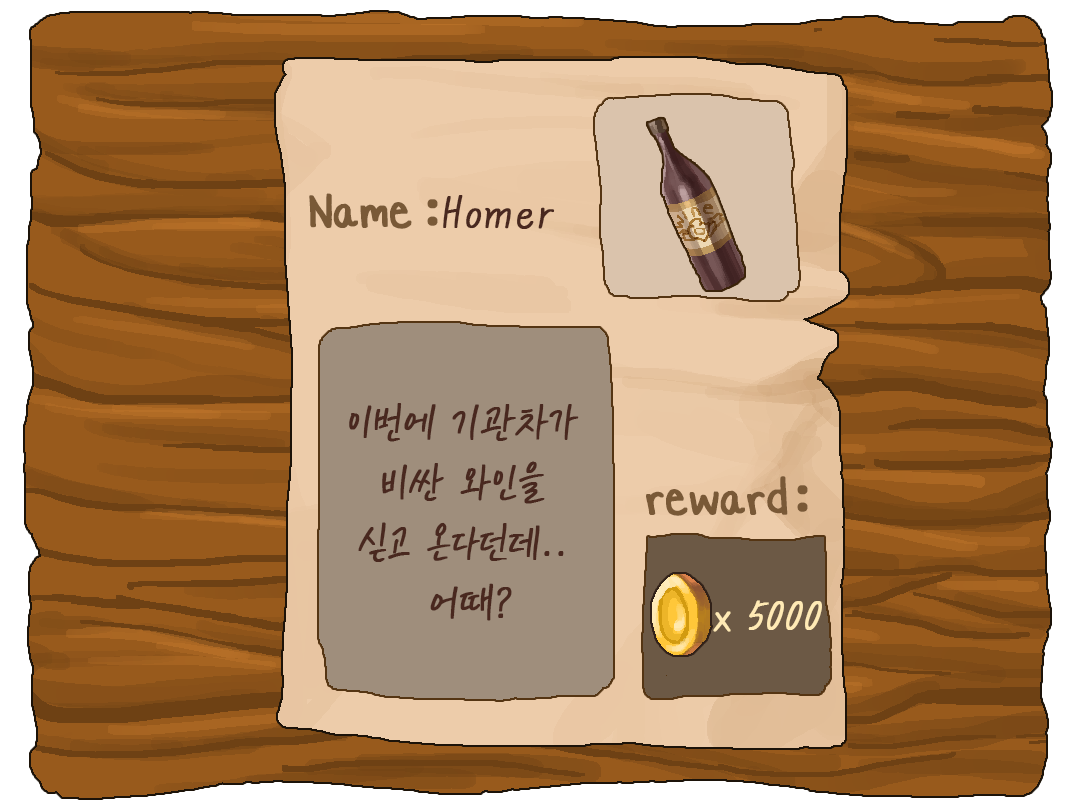 Name : Homer
이번에 기관차가
비싼 와인을
싣고 온다던데..
어때?
reward:
x 5000